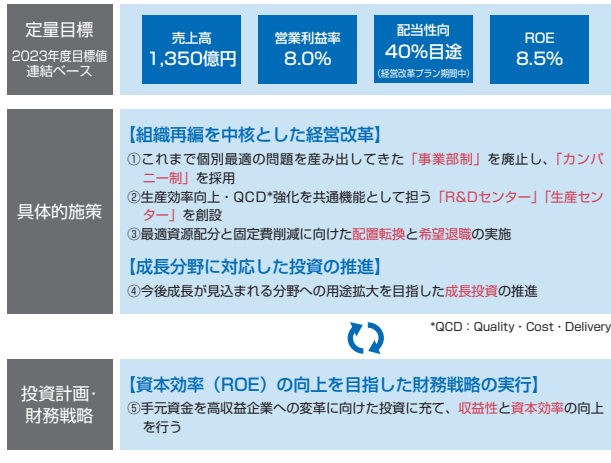 定量目標
2023年度目標値
連結ベース
売上高
1,350億円
営業利益率
8.0%
配当性向
40%目途
(経営改革プラン期間中)
ROE
8.5%
具体的施策
【組織再編を中核とした経営改革】
①これまで個別最適の問題を産み出してきた「事業部制」を廃止し、「カンパ
ニー制」を採用
②生産効率向上・QCD*強化を共通機能として担う「R&Dセンター」「生産セン
ター」を創設
③最適資源配分と固定費削減に向けた配置転換と希望退職の実施
【成長分野に対応した投資の推進】
④今後成長が見込まれる分野への用途拡大を目指した成長投資の推進
*QCD：Quality・Cost・Delivery
投資計画・
財務戦略
【資本効率（ROE）の向上を目指した財務戦略の実行】
⑤手元資金を高収益企業への変革に向けた投資に充て、収益性と資本効率の向上
を行う